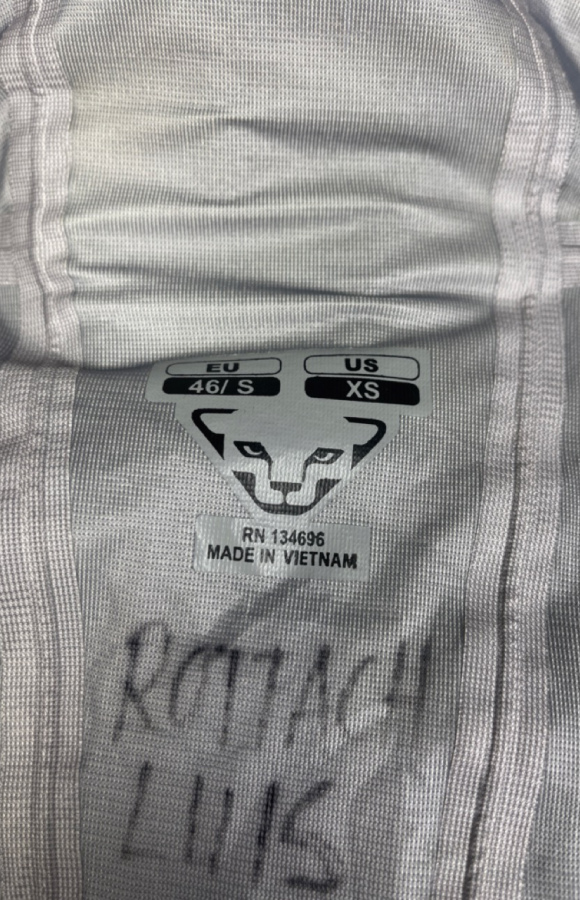 EU US
46/ S XS
RN 134696
MADE IN VIETNAM
ROTTACH
LUIS